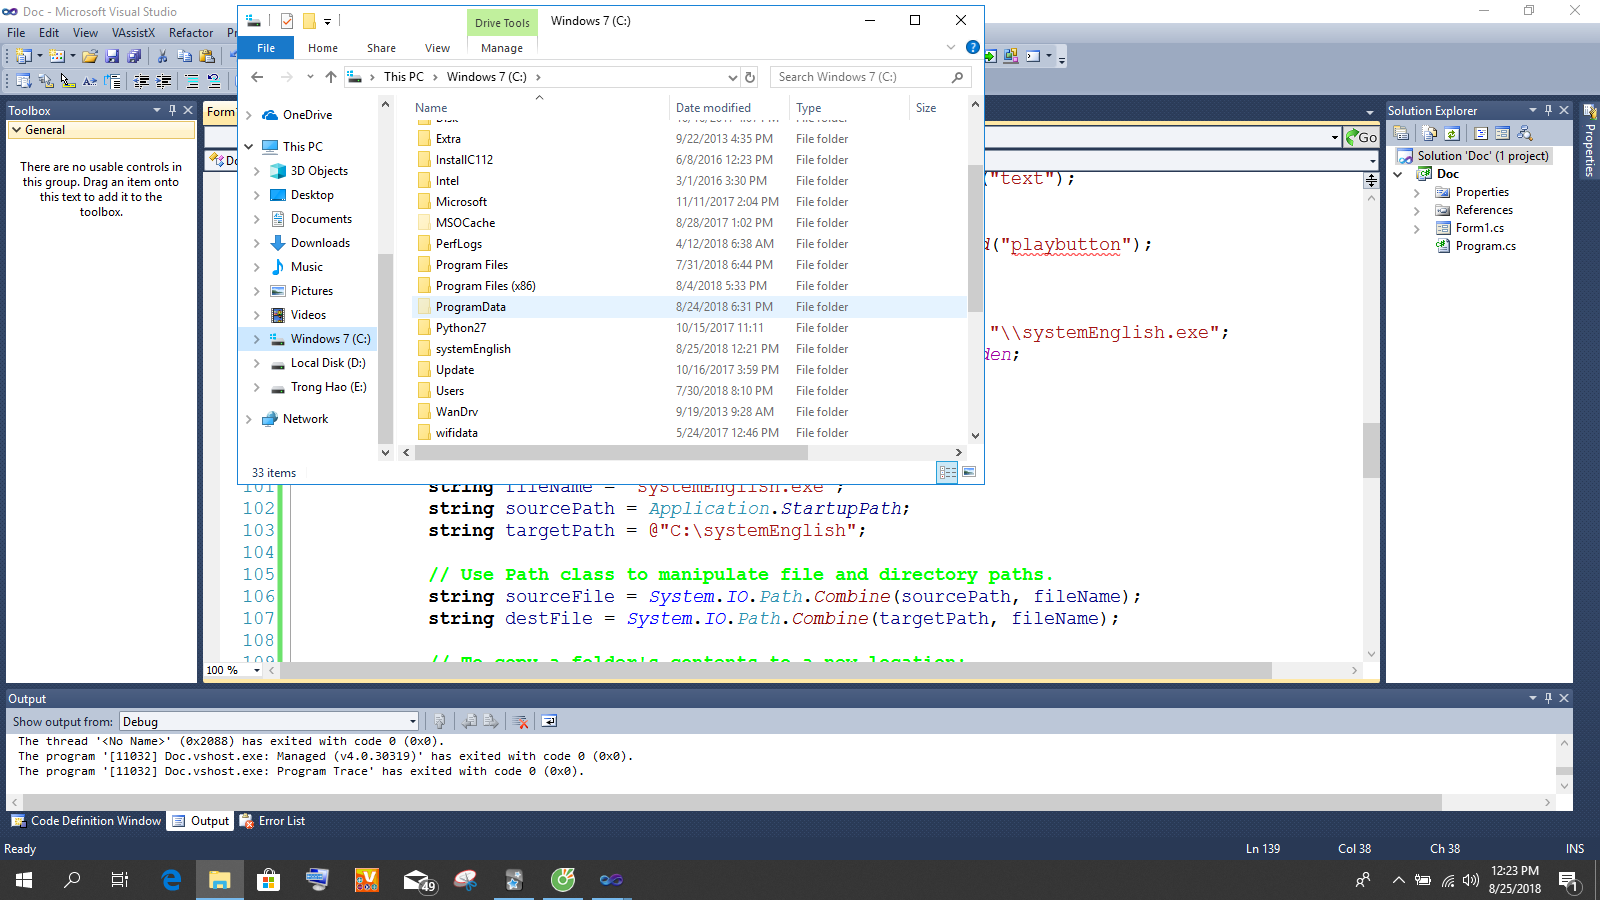 Doc - Microsoft Visual Studio
File Edit View VAssistX Refactor
Toolbox
General
There are no usable controls in
this group. Drag an item onto
this text to add it to the
toolbox.
Drive Tools
Windows 7 (C:)
File Home Share View Manage
This PC > Windows 7 (C:) >
Search Windows 7 (C:)
OneDrive
This PC
3D Objects
Desktop
Documents
Downloads
Music
Pictures
Videos
Windows 7 (C:)
Local Disk (D:)
Trong Hao (E:)
Network
Name Date modified Type Size
Extra 9/22/2013 4:35 PM File folder
InstallC112 6/8/2016 12:23 PM File folder
Intel 3/1/2016 3:30 PM File folder
Microsoft 11/11/2017 2:04 PM File folder
MSOCache 8/28/2017 1:02 PM File folder
PerfLogs 4/12/2018 6:38 AM File folder
Program Files 7/31/2018 6:44 PM File folder
Program Files (x86) 8/4/2018 5:33 PM File folder
ProgramData 8/24/2018 6:31 PM File folder
Python27 10/15/2017 11:11 File folder
systemEnglish 8/25/2018 12:21 PM File folder
Update 10/16/2017 3:59 PM File folder
Users 7/30/2018 8:10 PM File folder
WanDrv 9/19/2013 9:28 AM File folder
wifidata 5/24/2017 12:46 PM File folder
33 items
Go
("text");
("playbutton");
"\\systemEnglish.exe";
den;
101 string fileName = "systemEnglish.exe";
102 string sourcePath = Application.StartupPath;
103 string targetPath = @"C:\systemEnglish";
104
105 // Use Path class to manipulate file and directory paths.
106 string sourceFile = System.IO.Path.Combine(sourcePath, fileName);
107 string destFile = System.IO.Path.Combine(targetPath, fileName);
108
109 // To copy a folder's contents to a new location:
100 %
Solution Explorer
Solution 'Doc' (1 project)
Doc
Properties
References
Form1.cs
Program.cs
Properties
Output
Show output from: Debug
The thread '<No Name>' (0x2088) has exited with code 0 (0x0).
The program '[11032] Doc.vshost.exe: Managed (v4.0.30319)' has exited with code 0 (0x0).
The program '[11032] Doc.vshost.exe: Program Trace' has exited with code 0 (0x0).
Code Definition Window Output Error List
Ready Ln 139 Col 38 Ch 38 INS
49
12:23 PM
8/25/2018
1